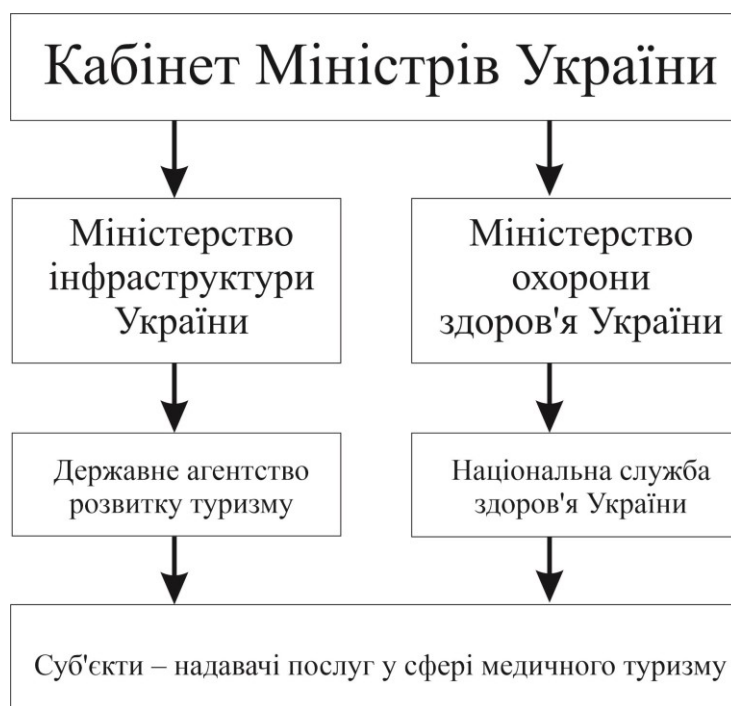 Кабінет Міністрів України
Міністерство
інфраструктури
України
Міністерство
охорони
здоров'я України
Державне агентство
розвитку туризму
Національна служба
здоров'я України
Суб'єкти – надавачі послуг у сфері медичного туризму